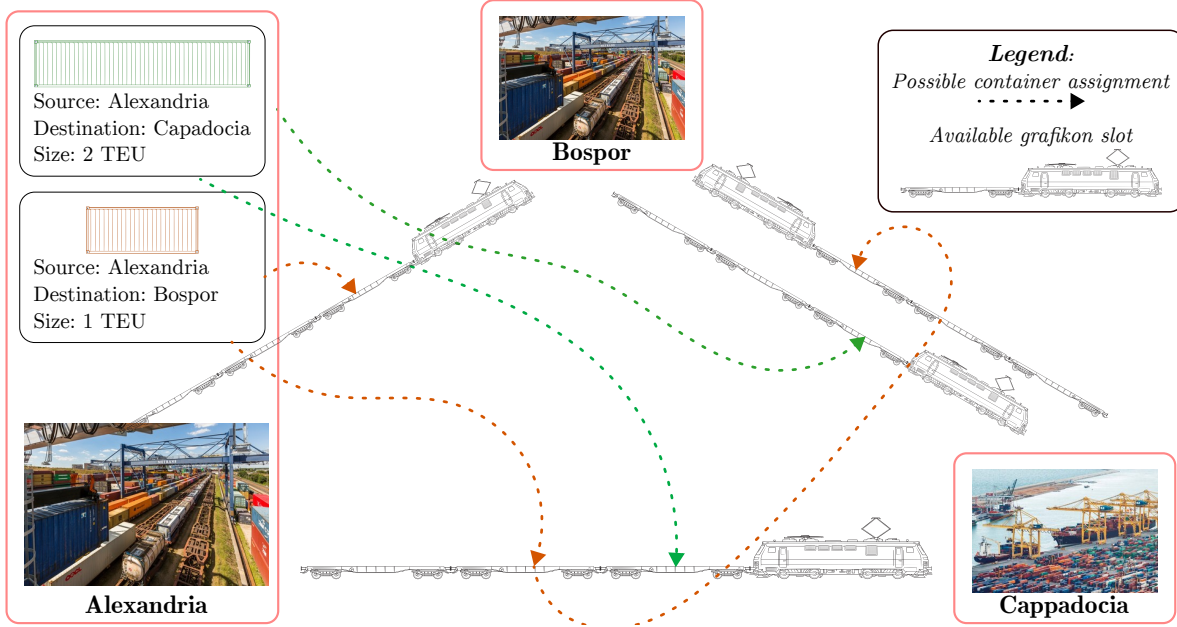 Source: Alexandria
Destination: Capadocia
Size: 2 TEU
Source: Alexandria
Destination: Bospor
Size: 1 TEU
Alexandria
Bospor
Legend:
Possible container assignment
Available grafikon slot
Cappadocia